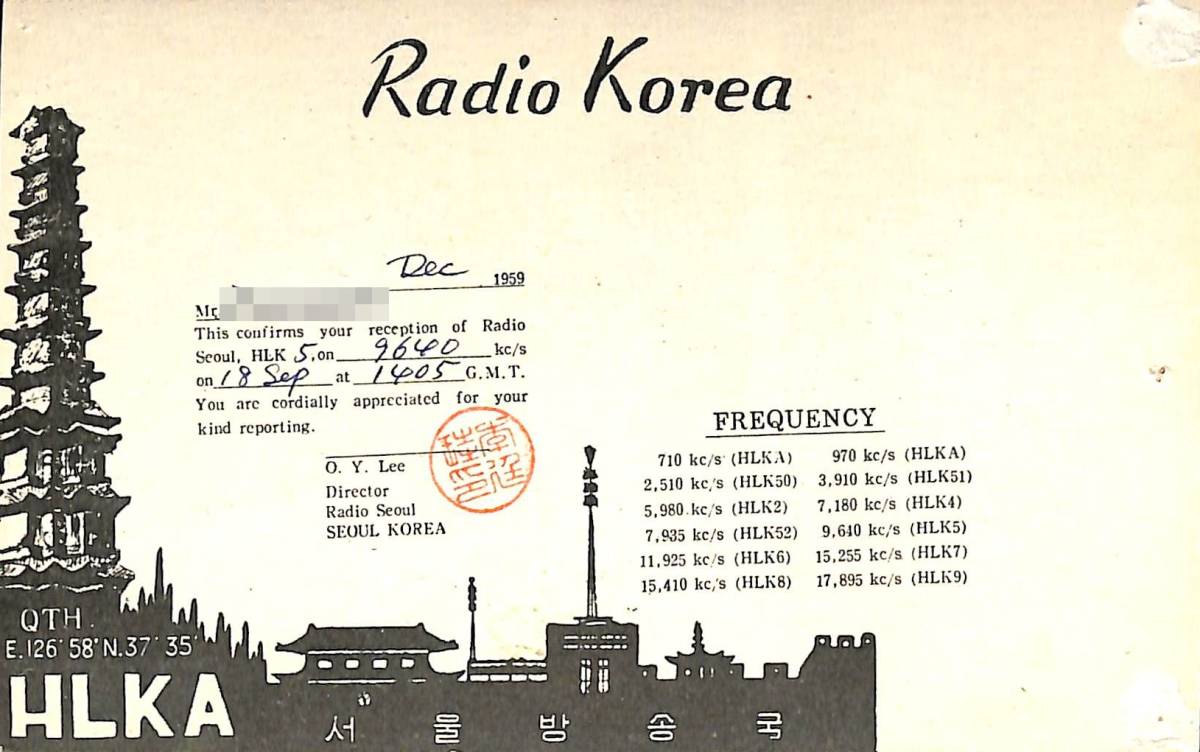 Radio Korea
Dec 1959
Mr.
This confirms your reception of Radio
Seoul, HLK 5, on 9640 kc/s
on 18 Sep at 1405 G.M.T.
You are cordially appreciated for your
kind reporting.
O. Y. Lee
Director
Radio Seoul
SEOUL KOREA
FREQUENCY
710 kc/s (HLKA) 970 kc/s (HLKA)
2,510 kc/s (HLK50) 3,910 kc/s (HLK51)
5,980 kc/s (HLK2) 7,180 kc/s (HLK4)
7,935 kc/s (HLK52) 9,640 kc/s (HLK5)
11,925 kc/s (HLK6) 15,255 kc/s (HLK7)
15,410 kc/s (HLK8) 17,895 kc/s (HLK9)
QTH.
E.126°58' N.37°35'
HLKA
서울방송국